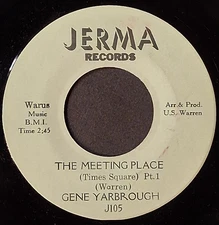 JERMA
RECORDS
Warus
Music
B.M.I.
Time 2:45
Arr.& Prod.
U.S.-Warren
THE MEETING PLACE
(Times Square) Pt.1
(Warren)
GENE YARBROUGH
J105